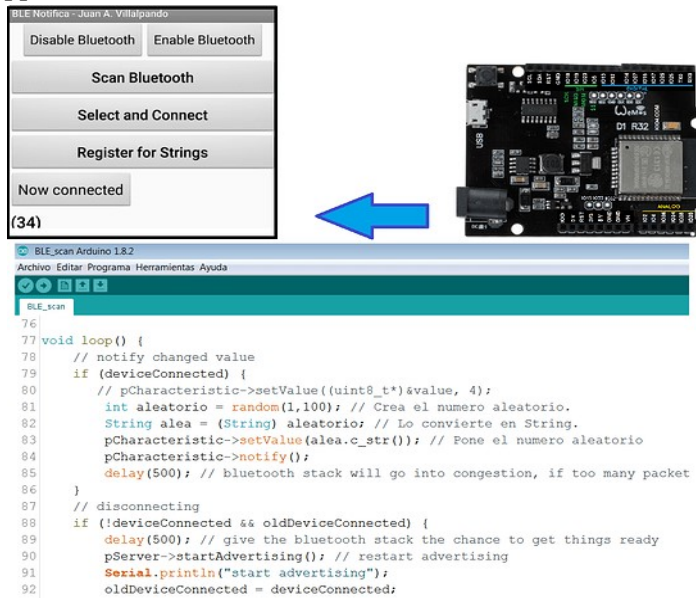 BLE Notifica - Juan A. Villalpando
Disable Bluetooth Enable Bluetooth
Scan Bluetooth
Select and Connect
Register for Strings
Now connected
(34)
USB
WeMos
D1 R32
ANALOG
BLE_scan Arduino 1.8.2
Archivo Editar Programa Herramientas Ayuda
BLE_scan
76
77 void loop() {
78 // notify changed value
79 if (deviceConnected) {
80 // pCharacteristic->setValue((uint8_t*)&value, 4);
81 int aleatorio = random(1,100); // Crea el numero aleatorio.
82 String alea = (String) aleatorio; // Lo convierte en String.
83 pCharacteristic->setValue(alea.c_str()); // Pone el numero aleatorio
84 pCharacteristic->notify();
85 delay(500); // bluetooth stack will go into congestion, if too many packet
86 }
87 // disconnecting
88 if (!deviceConnected && oldDeviceConnected) {
89 delay(500); // give the bluetooth stack the chance to get things ready
90 pServer->startAdvertising(); // restart advertising
91 Serial.println("start advertising");
92 oldDeviceConnected = deviceConnected;